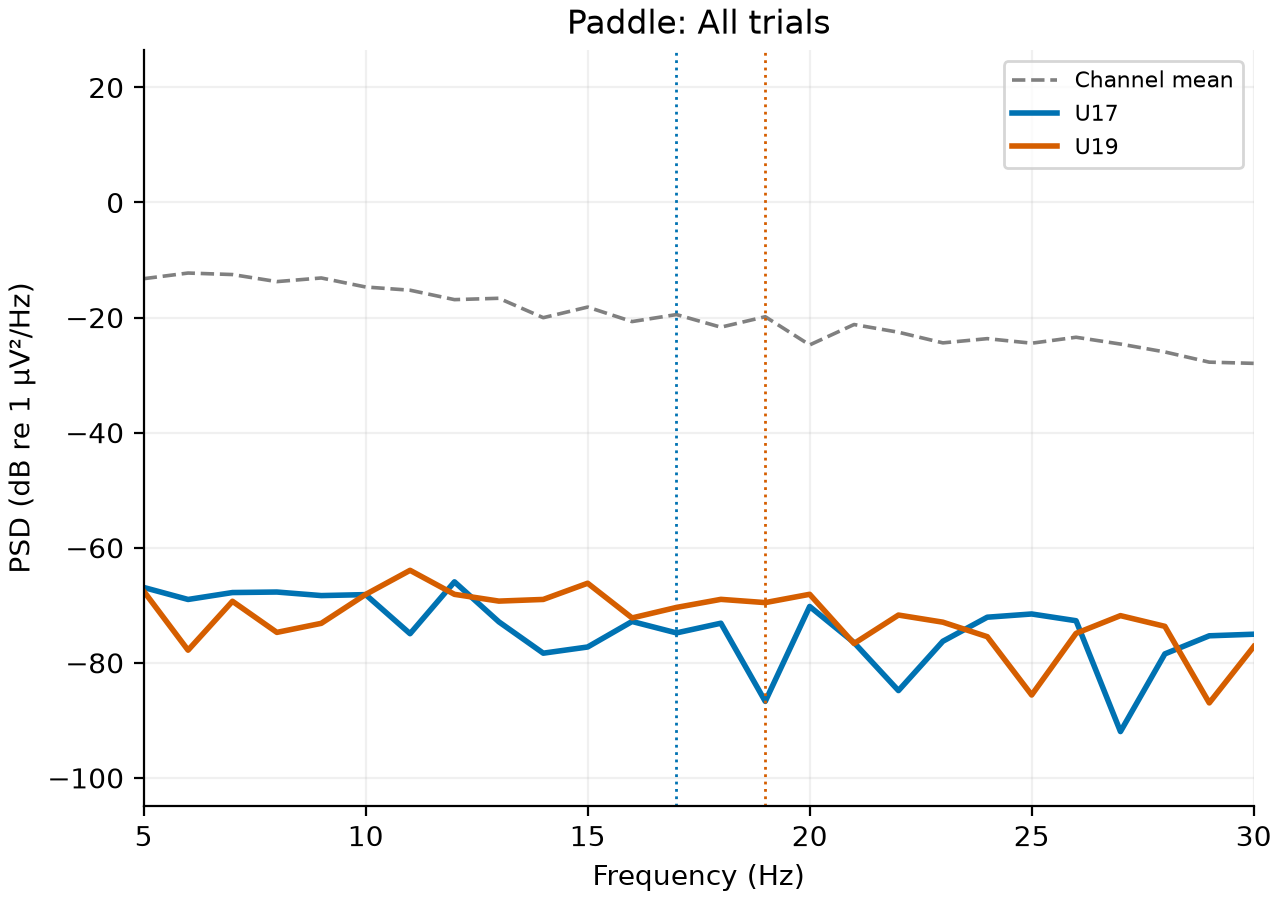 Paddle: All trials
PSD (dB re 1 µV²/Hz)
20
0
−20
−40
−60
−80
−100
Channel mean
U17
U19
5 10 15 20 25 30
Frequency (Hz)